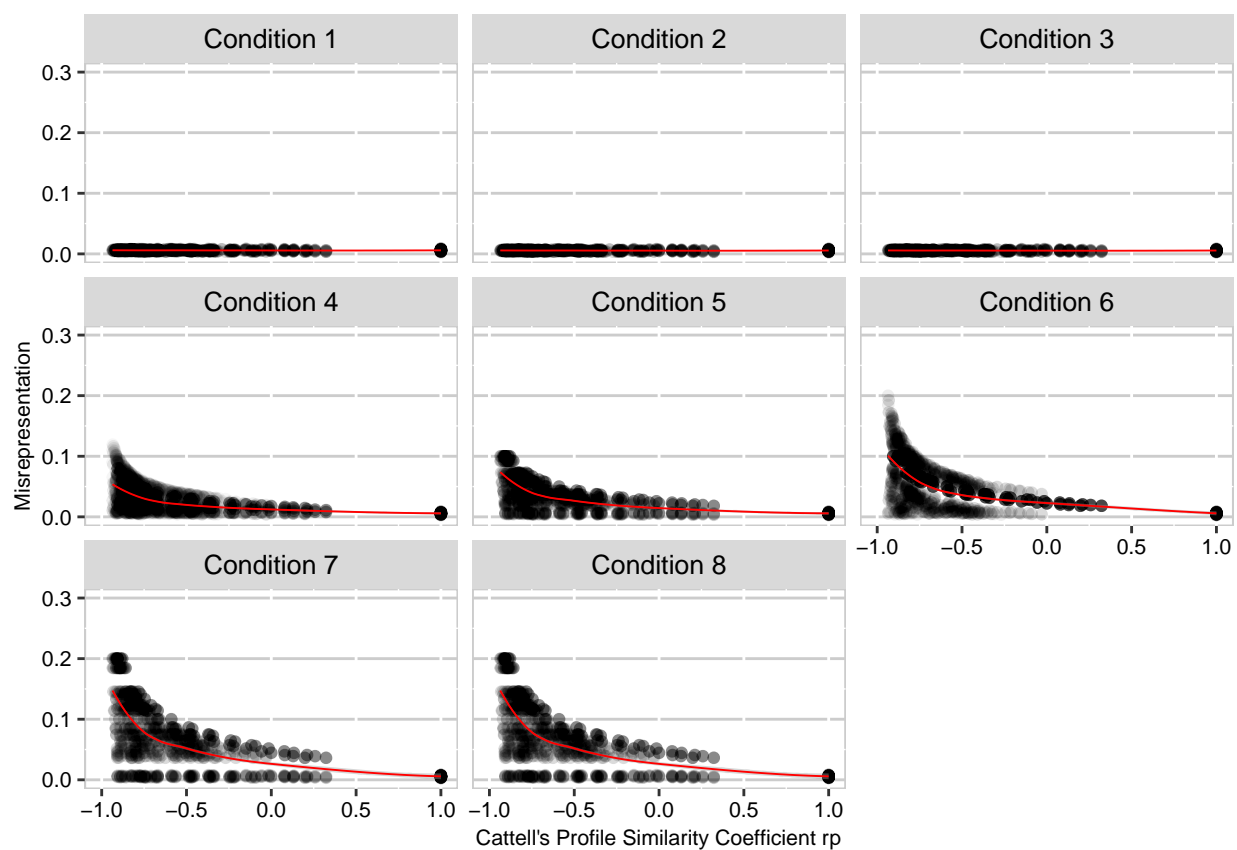 Condition 1 Condition 2 Condition 3
0.3
0.2
0.1
0.0
Condition 4 Condition 5 Condition 6
0.3
0.2
0.1
0.0
−1.0 −0.5 0.0 0.5 1.0
Misrepresentation
Condition 7 Condition 8
0.3
0.2
0.1
0.0
−1.0 −0.5 0.0 0.5 1.0 −1.0 −0.5 0.0 0.5 1.0
Cattell's Profile Similarity Coefficient rp